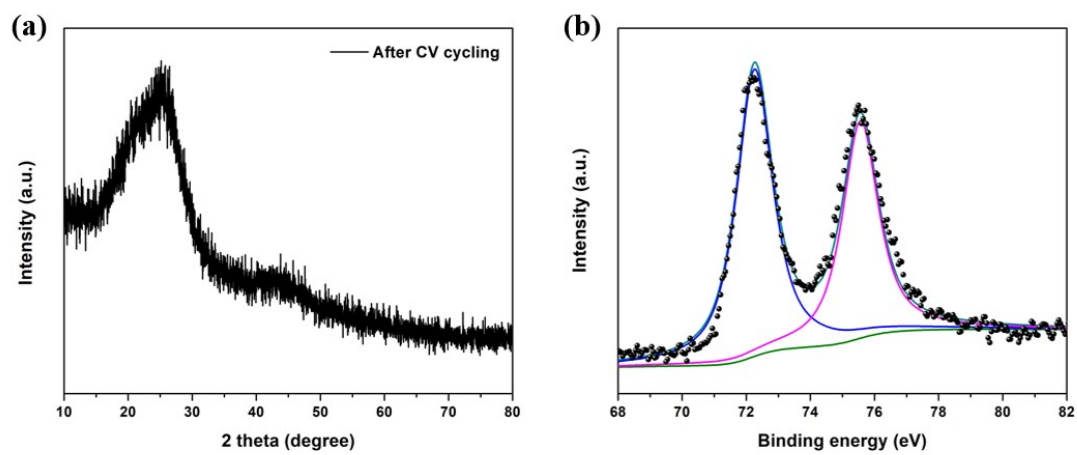 (a)
After CV cycling
Intensity (a.u.)
10 20 30 40 50 60 70 80
2 theta (degree)
(b)
Intensity (a.u.)
68 70 72 74 76 78 80 82
Binding energy (eV)